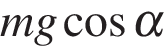 mg cos α